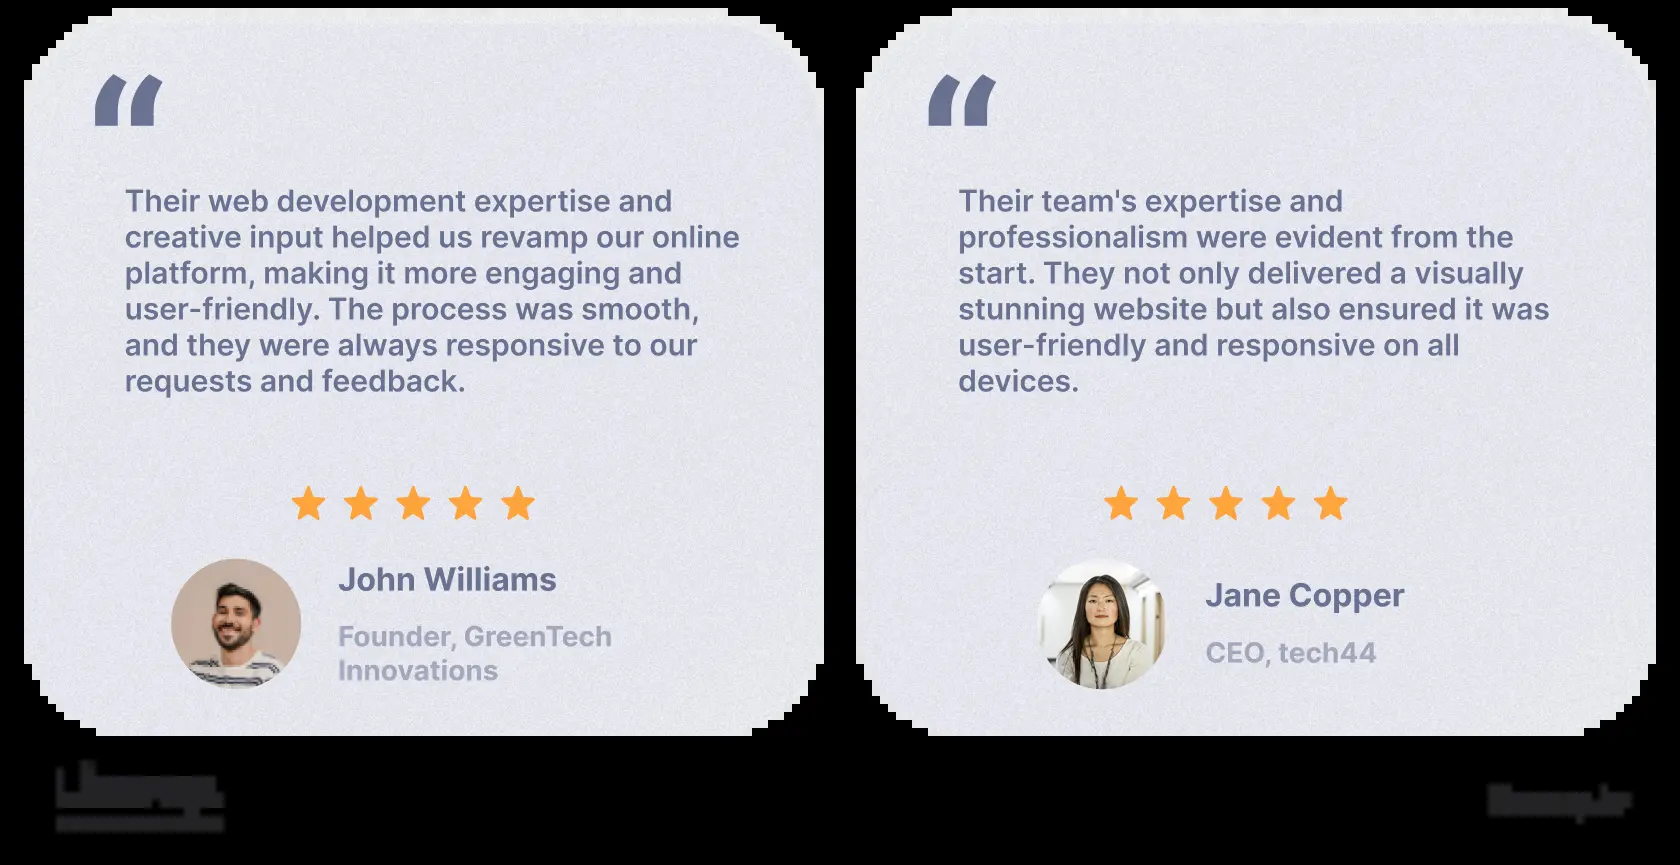 “
Their web development expertise and
creative input helped us revamp our online
platform, making it more engaging and
user-friendly. The process was smooth,
and they were always responsive to our
requests and feedback.
John Williams
Founder, GreenTech
Innovations
“
Their team's expertise and
professionalism were evident from the
start. They not only delivered a visually
stunning website but also ensured it was
user-friendly and responsive on all
devices.
Jane Copper
CEO, tech44